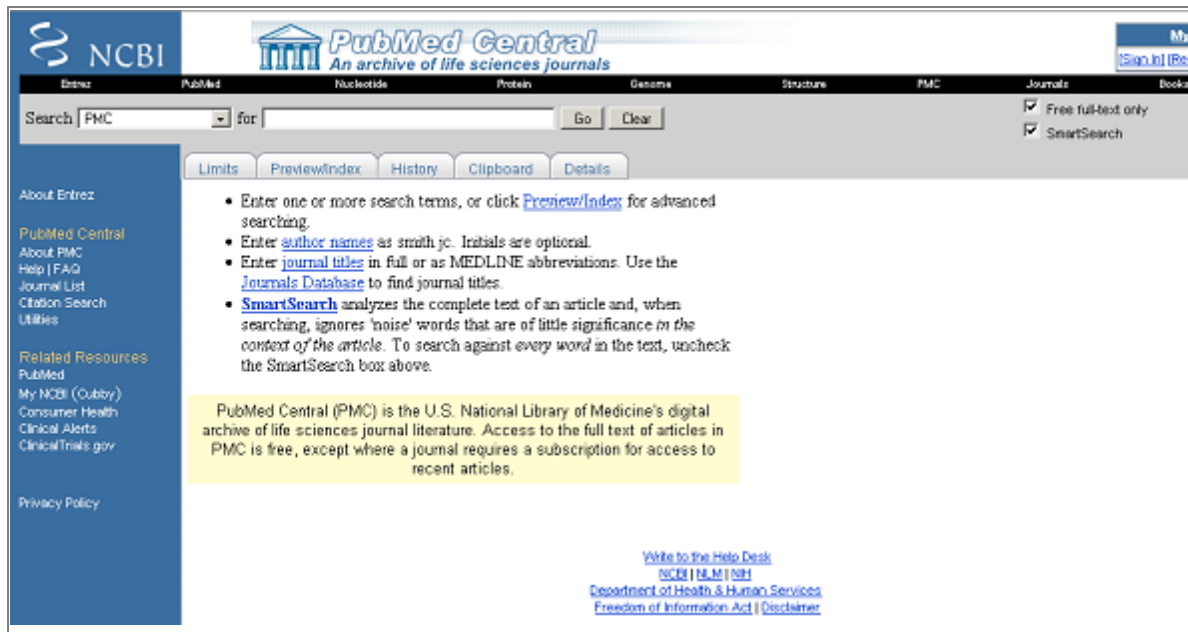 NCBI
PubMed Central
An archive of life sciences journals
My
[Sign In] [Re
Entrez PubMed Nucleotide Protein Genome Structure PMC Journals Books
Search PMC for Go Clear
Free full-text only
SmartSearch
Limits Preview/Index History Clipboard Details
About Entrez
PubMed Central
About PMC
Help | FAQ
Journal List
Citation Search
Utilities
Related Resources
PubMed
My NCBI (Cubby)
Consumer Health
Clinical Alerts
ClinicalTrials.gov
Privacy Policy
• Enter one or more search terms, or click Preview/Index for advanced
searching.
• Enter author names as smith jc. Initials are optional.
• Enter journal titles in full or as MEDLINE abbreviations. Use the
Journals Database to find journal titles.
• SmartSearch analyzes the complete text of an article and, when
searching, ignores 'noise' words that are of little significance in the
context of the article. To search against every word in the text, uncheck
the SmartSearch box above.
PubMed Central (PMC) is the U.S. National Library of Medicine's digital
archive of life sciences journal literature. Access to the full text of articles in
PMC is free, except where a journal requires a subscription for access to
recent articles.
Write to the Help Desk
NCBI | NLM | NIH
Department of Health & Human Services
Freedom of Information Act | Disclaimer